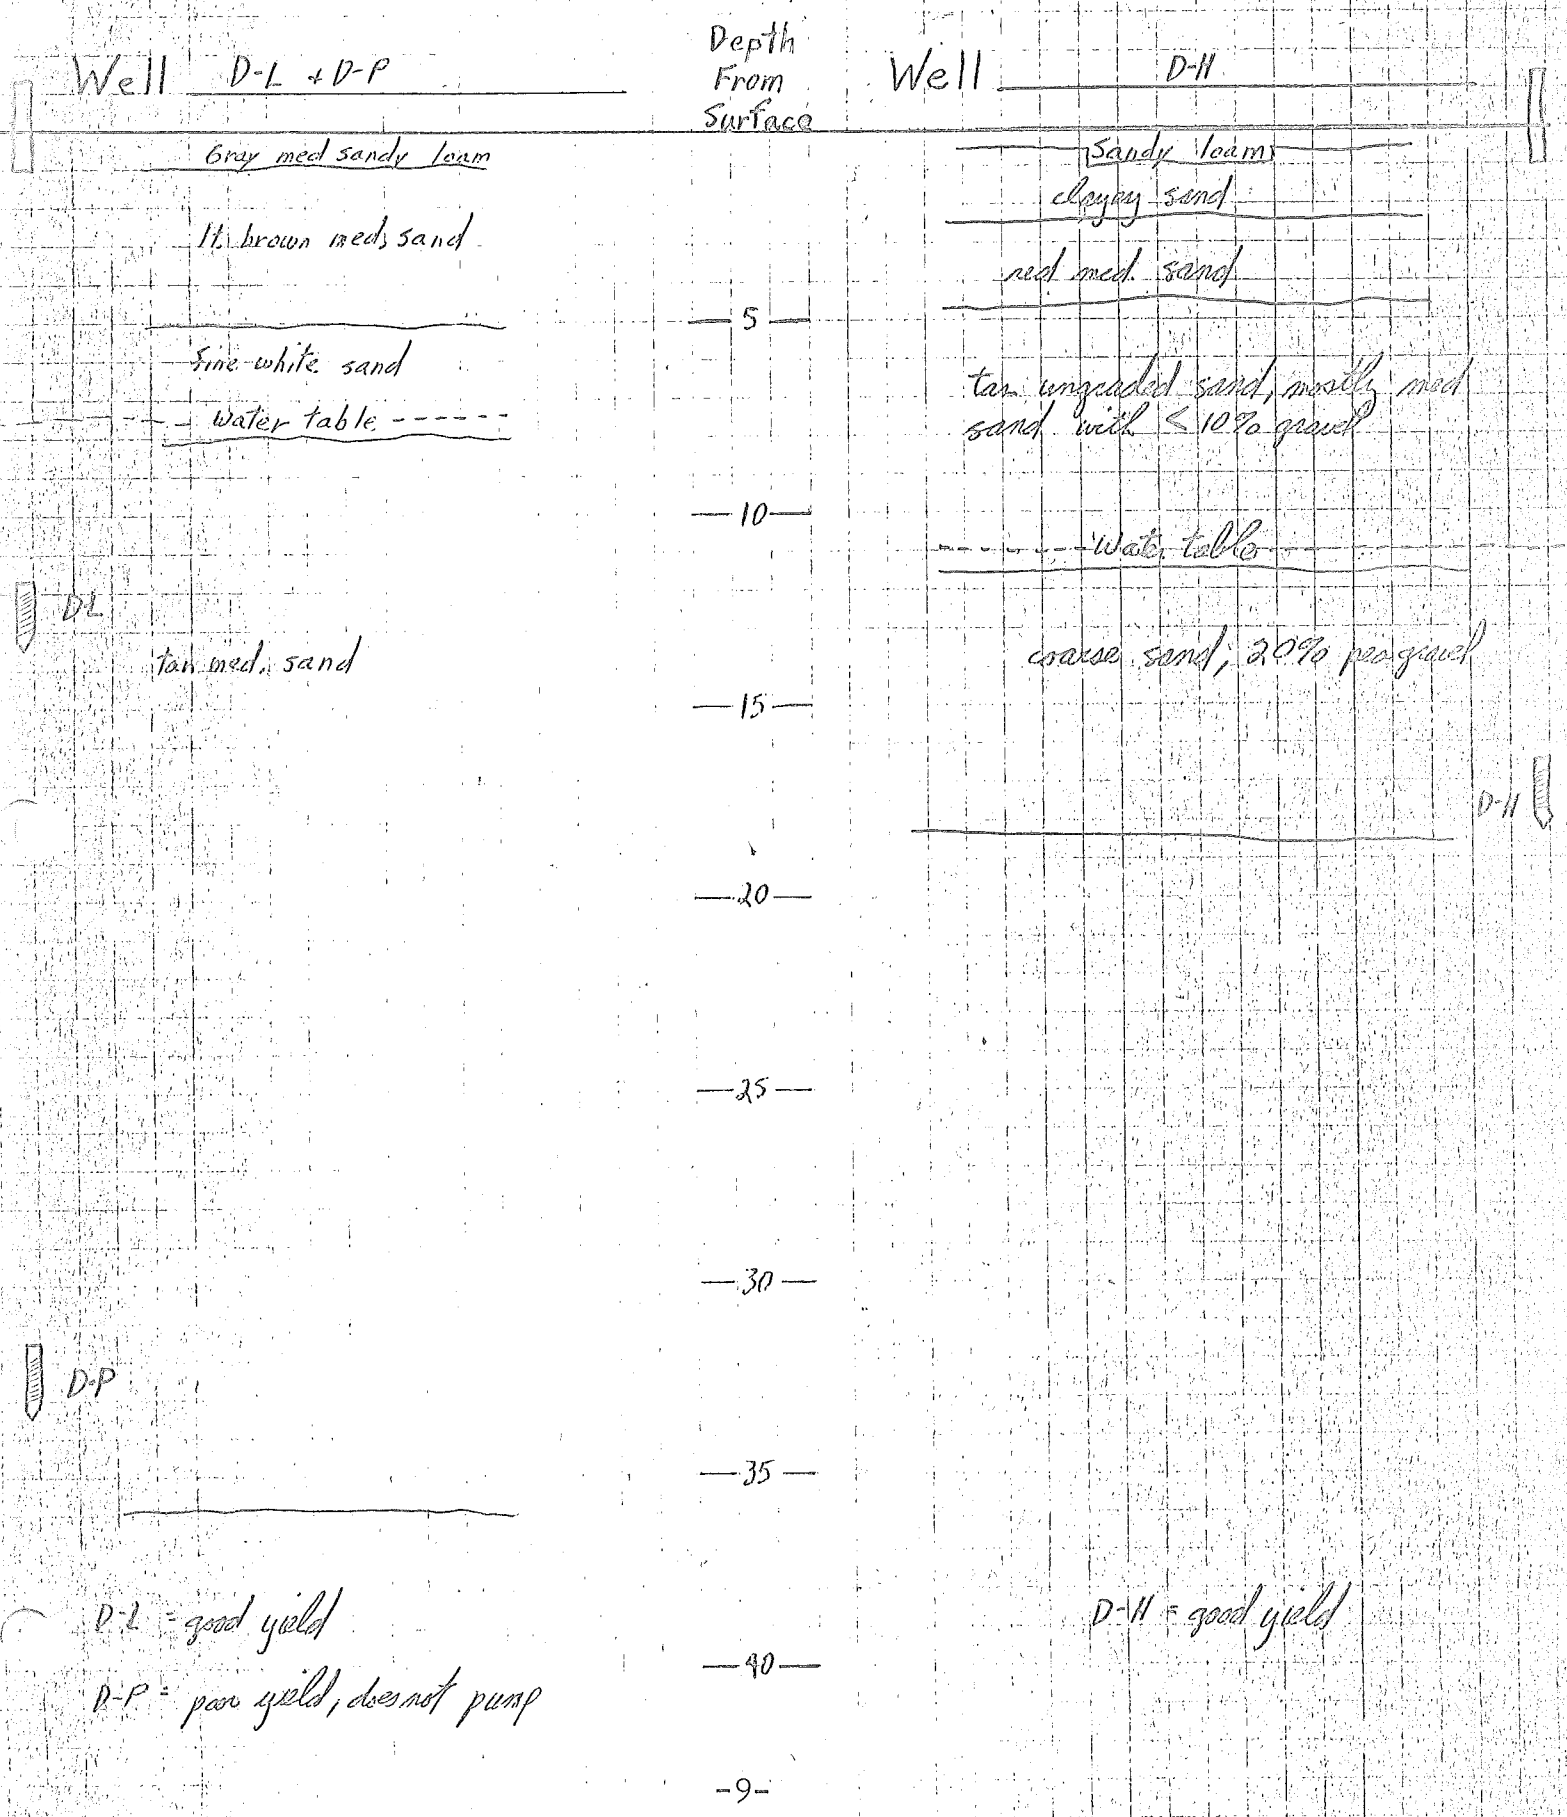 Depth
From
Surface
Well D-L + D-P
Gray med sandy loam
lt. brown med. sand
fine white sand
Water table
D-L
tan med. sand
D-P
D-L = good yield
D-P = poor yield, does not pump
5
10
15
20
25
30
35
40
Well D-H
Sandy loam
clayey sand
red med. sand
tan ungraded sand, mostly med
sand with < 10% gravel
Water table
coarse sand, 20% pea gravel
D-H
D-H = good yield
-9-